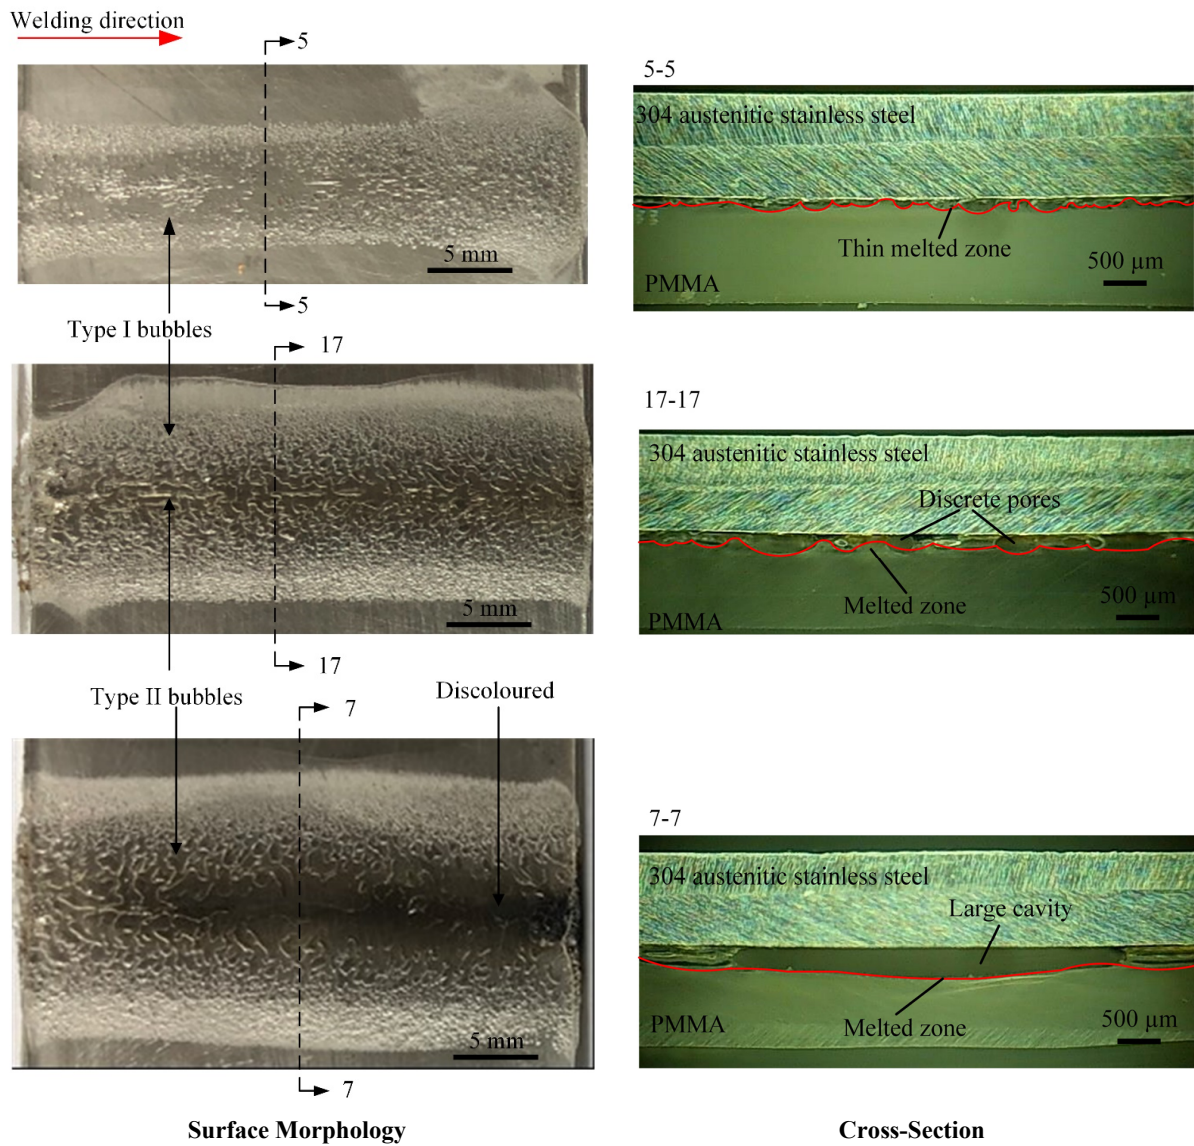 Welding direction
5
5-5
304 austenitic stainless steel
Thin melted zone
5 mm
500 µm
PMMA
5
Type I bubbles
17
17-17
304 austenitic stainless steel
Discrete pores
5 mm
Melted zone
500 µm
PMMA
17
Type II bubbles
Discoloured
7
7-7
304 austenitic stainless steel
Large cavity
5 mm
PMMA
Melted zone
500 µm
7
Surface Morphology
Cross-Section